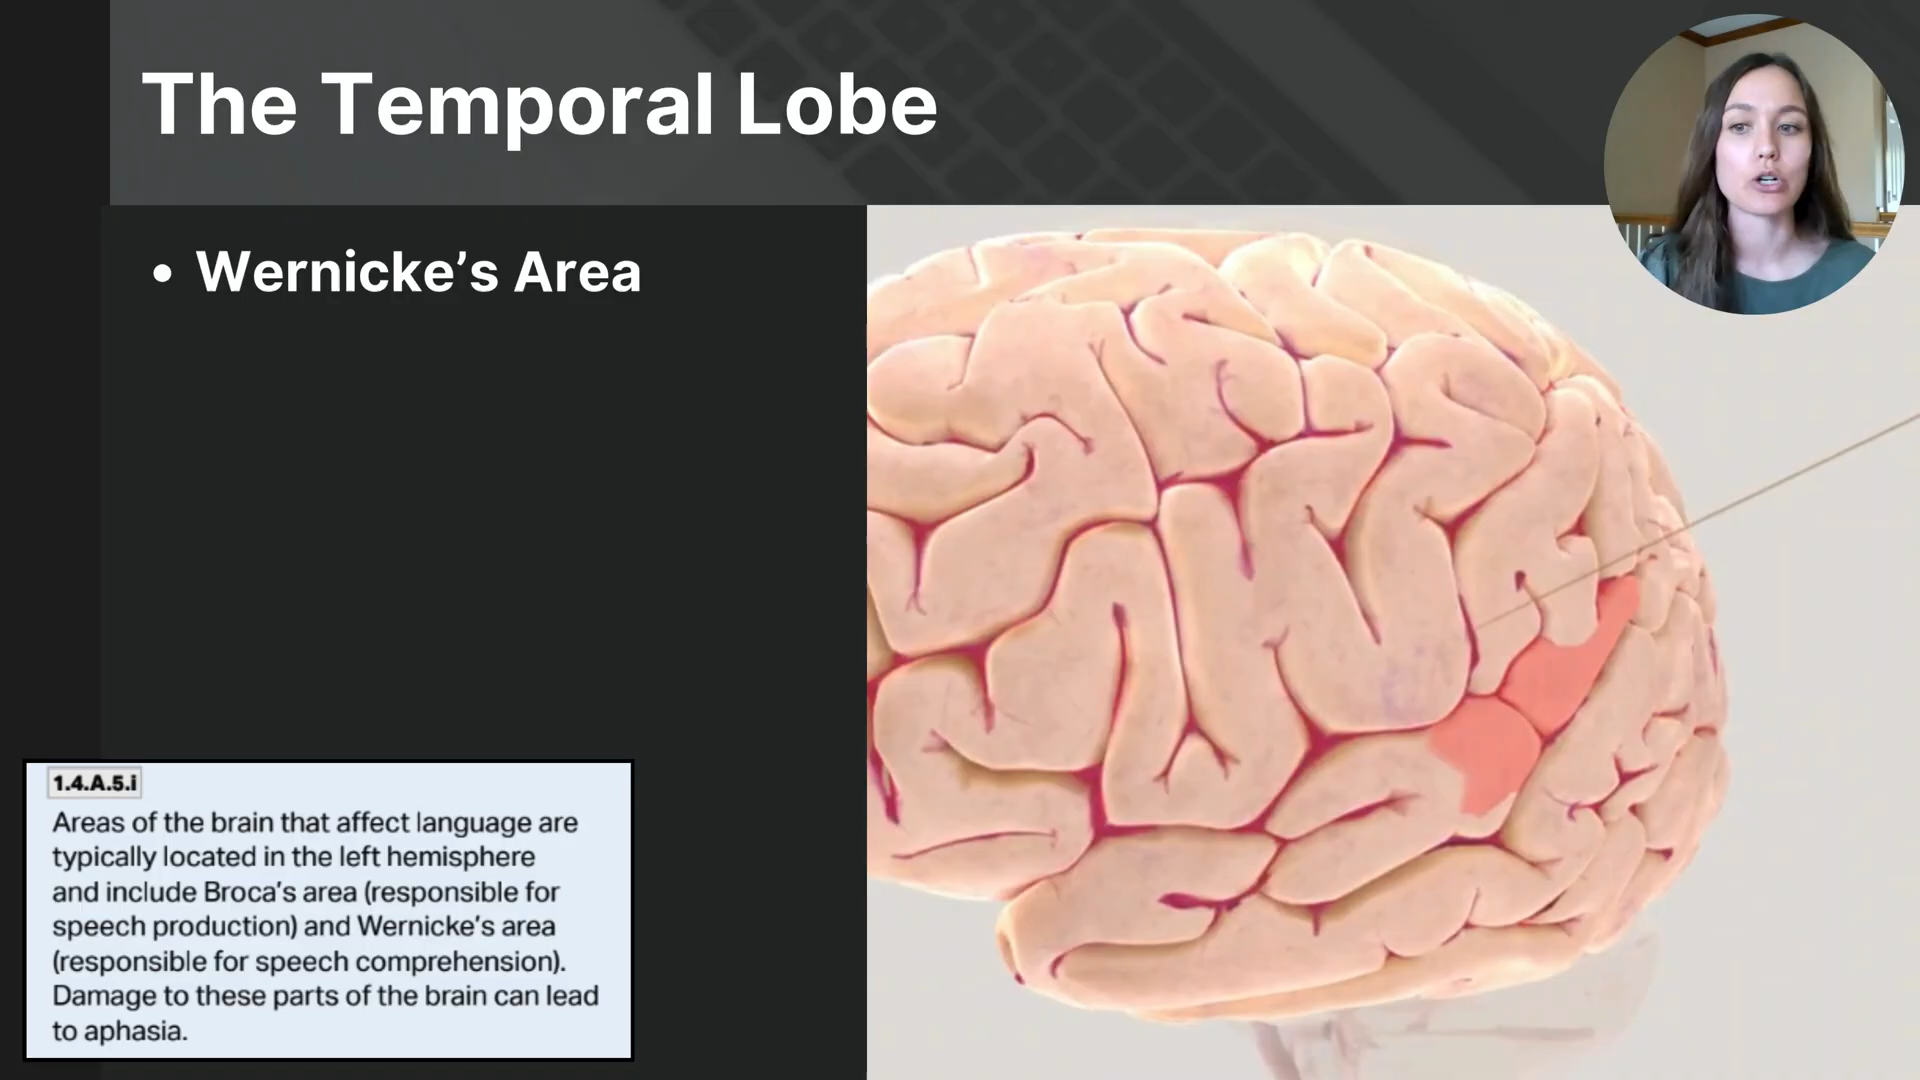 The Temporal Lobe
• Wernicke’s Area
1.4.A.5.i
Areas of the brain that affect language are
typically located in the left hemisphere
and include Broca’s area (responsible for
speech production) and Wernicke’s area
(responsible for speech comprehension).
Damage to these parts of the brain can lead
to aphasia.